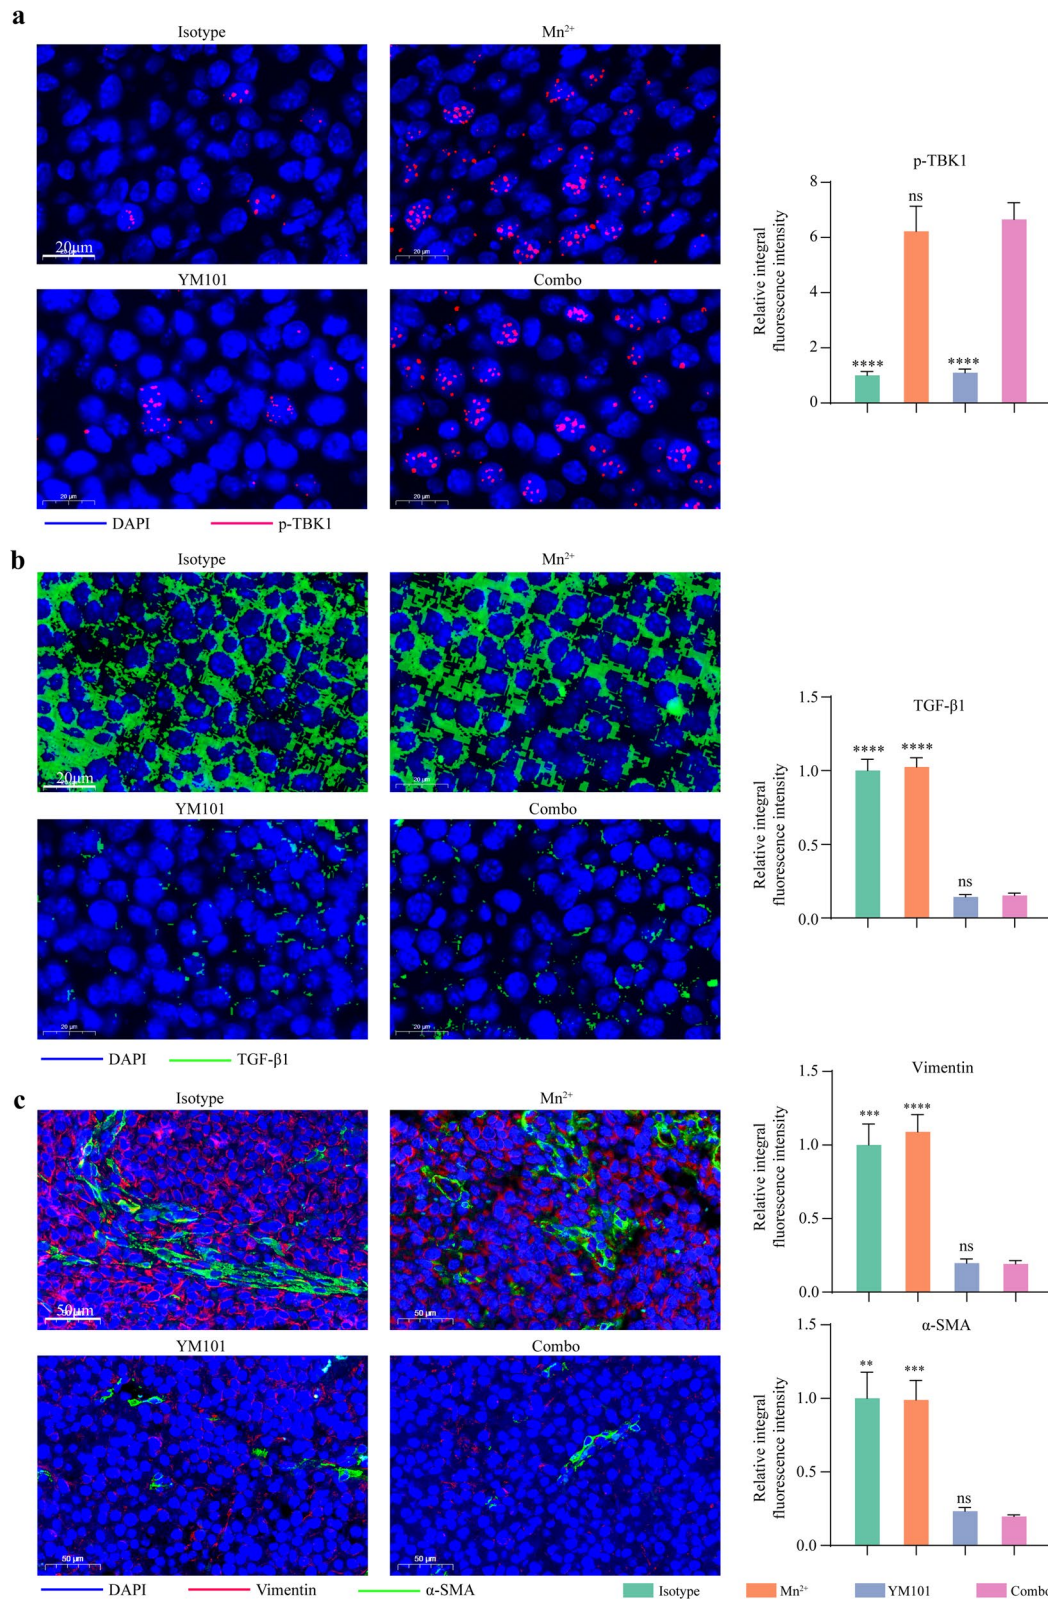 a
Isotype
Mn²⁺
20μm
20 μm
YM101
Combo
20 μm
20 μm
DAPI
p-TBK1
p-TBK1
Relative integral
fluorescence intensity
8
6
4
2
0
****
ns
****
b
Isotype
Mn²⁺
20μm
20 μm
YM101
Combo
20 μm
20 μm
DAPI
TGF-β1
TGF-β1
Relative integral
fluorescence intensity
1.5
1.0
0.5
0.0
****
****
ns
c
Isotype
Mn²⁺
50μm
50 μm
YM101
Combo
50 μm
50 μm
DAPI
Vimentin
α-SMA
Vimentin
Relative integral
fluorescence intensity
1.5
1.0
0.5
0.0
***
****
ns
α-SMA
Relative integral
fluorescence intensity
1.5
1.0
0.5
0.0
**
***
ns
Isotype
Mn²⁺
YM101
Combo